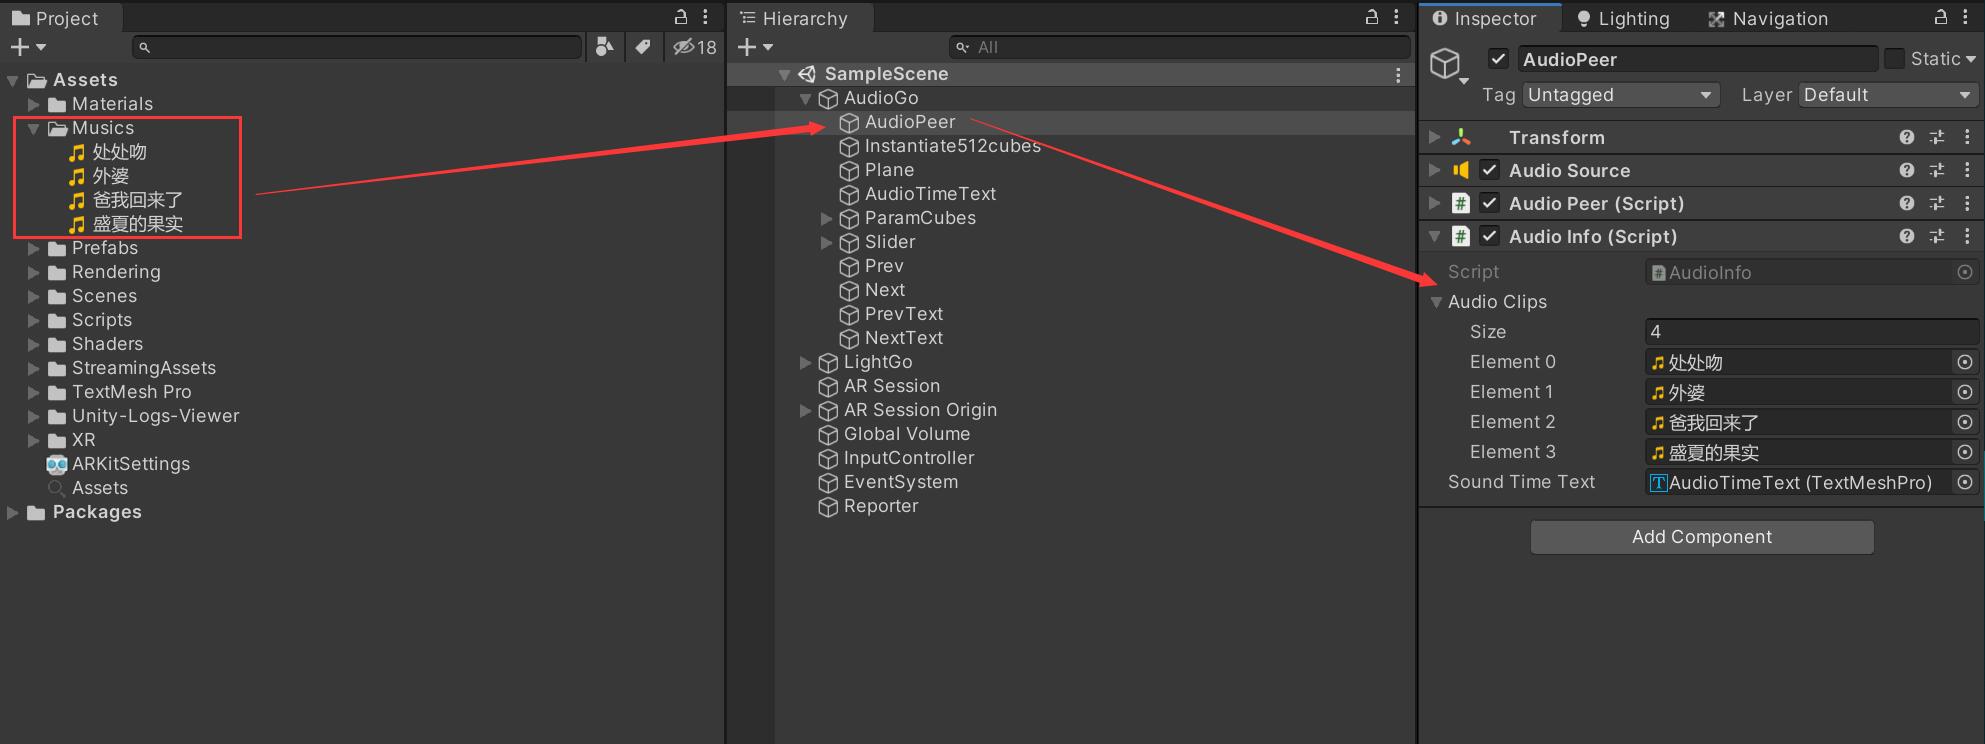 Project
18
Assets
Materials
Musics
处处吻
外婆
爸我回来了
盛夏的果实
Prefabs
Rendering
Scenes
Scripts
Shaders
StreamingAssets
TextMesh Pro
Unity-Logs-Viewer
XR
ARKitSettings
Assets
Packages
Hierarchy
All
SampleScene
AudioGo
AudioPeer
Instantiate512cubes
Plane
AudioTimeText
ParamCubes
Slider
Prev
Next
PrevText
NextText
LightGo
AR Session
AR Session Origin
Global Volume
InputController
EventSystem
Reporter
Inspector Lighting Navigation
AudioPeer Static
Tag Untagged Layer Default
Transform
Audio Source
# Audio Peer (Script)
# Audio Info (Script)
Script # AudioInfo
Audio Clips
Size 4
Element 0 处处吻
Element 1 外婆
Element 2 爸我回来了
Element 3 盛夏的果实
Sound Time Text T AudioTimeText (TextMeshPro)
Add Component